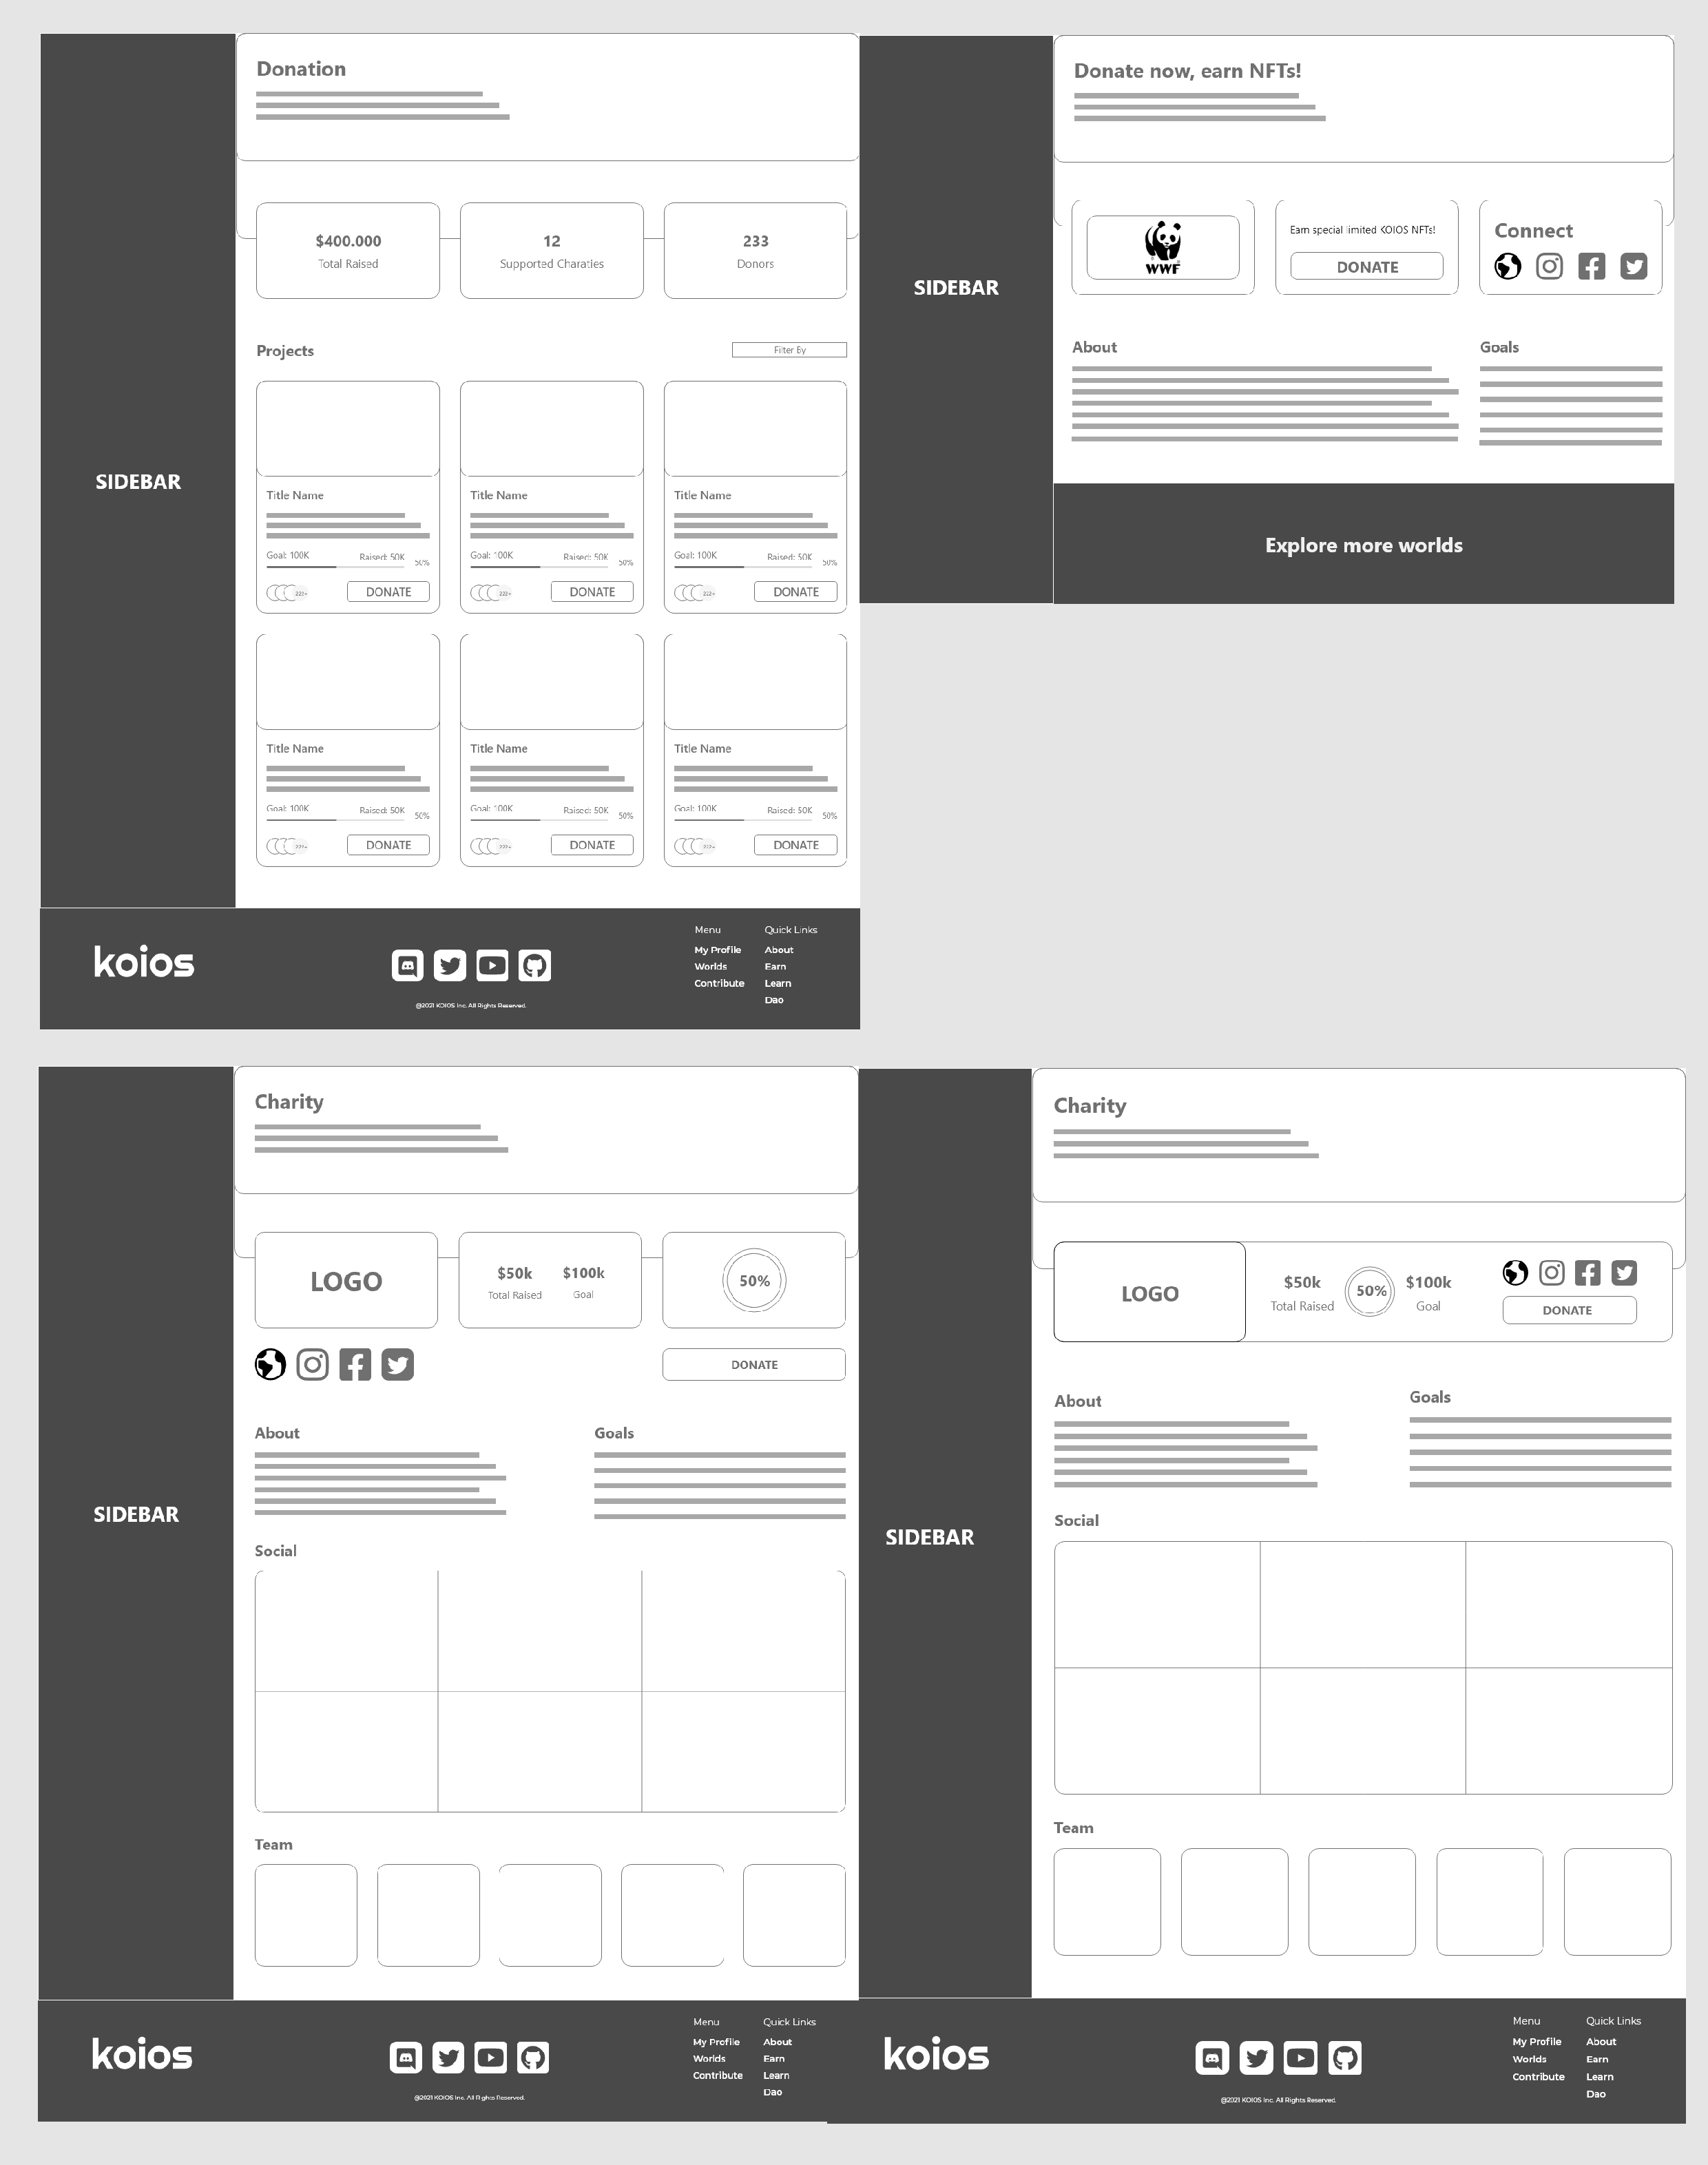 Donation
$400.000
Total Raised
12
Supported Charaties
233
Donors
SIDEBAR
Projects
Filter By
Title Name
Goal: 100K Raised: 50K 50%
222+ DONATE
Title Name
Goal: 100K Raised: 50K 50%
222+ DONATE
Title Name
Goal: 100K Raised: 50K 50%
222+ DONATE
Title Name
Goal: 100K Raised: 50K 50%
222+ DONATE
Title Name
Goal: 100K Raised: 50K 50%
222+ DONATE
Title Name
Goal: 100K Raised: 50K 50%
222+ DONATE
koios
@2021 KOIOS Inc. All Rights Reserved.
Menu
My Profile
Worlds
Contribute
Quick Links
About
Earn
Learn
Dao
SIDEBAR
Donate now, earn NFTs!
WWF
Earn special limited KOIOS NFTs!
DONATE
Connect
About
Goals
Explore more worlds
SIDEBAR
Charity
LOGO
$50k
Total Raised
$100k
Goal
50%
DONATE
About
Goals
Social
Team
koios
@2021 KOIOS Inc. All Rights Reserved.
Menu
My Profile
Worlds
Contribute
Quick Links
About
Earn
Learn
Dao
SIDEBAR
Charity
LOGO
$50k
Total Raised
50%
$100k
Goal
DONATE
About
Goals
Social
Team
koios
@2021 KOIOS Inc. All Rights Reserved.
Menu
My Profile
Worlds
Contribute
Quick Links
About
Earn
Learn
Dao